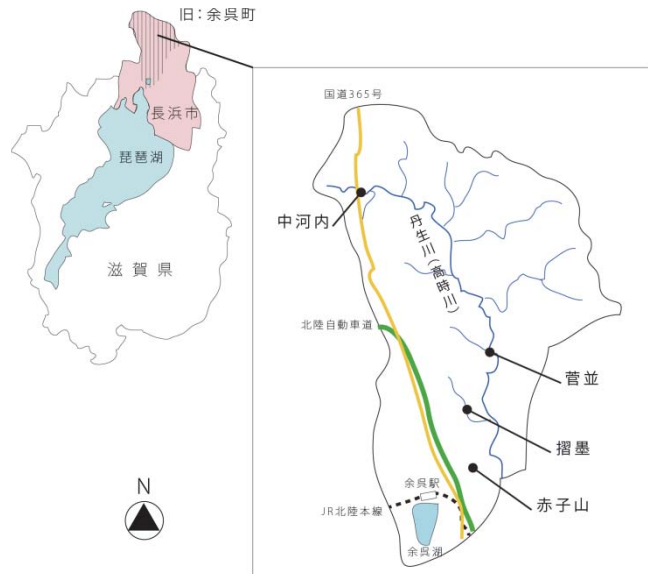 旧：余呉町
長浜市
琵琶湖
滋賀県
N
国道365号
中河内
丹生川（高時川）
北陸自動車道
菅並
摺墨
赤子山
余呉駅
JR北陸本線
余呉湖